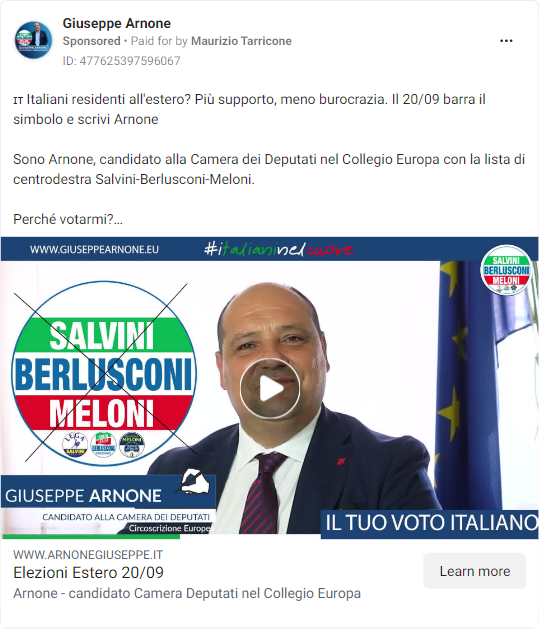 Giuseppe Arnone
Sponsored • Paid for by Maurizio Tarricone
ID: 477625397596067
IT Italiani residenti all'estero? Più supporto, meno burocrazia. Il 20/09 barra il
simbolo e scrivi Arnone
Sono Arnone, candidato alla Camera dei Deputati nel Collegio Europa con la lista di
centrodestra Salvini-Berlusconi-Meloni.
Perché votarmi?...
WWW.GIUSEPPEARNONE.EU
#italianinelcuore
SALVINI
BERLUSCONI
MELONI
SALVINI
BERLUSCONI
MELONI
LEGA
SALVINI
BERLUSCONI
MELONI
GIUSEPPE ARNONE
CANDIDATO ALLA CAMERA DEI DEPUTATI
Circoscrizione Europe
IL TUO VOTO ITALIANO
WWW.ARNONEGIUSEPPE.IT
Elezioni Estero 20/09
Arnone - candidato Camera Deputati nel Collegio Europa
Learn more